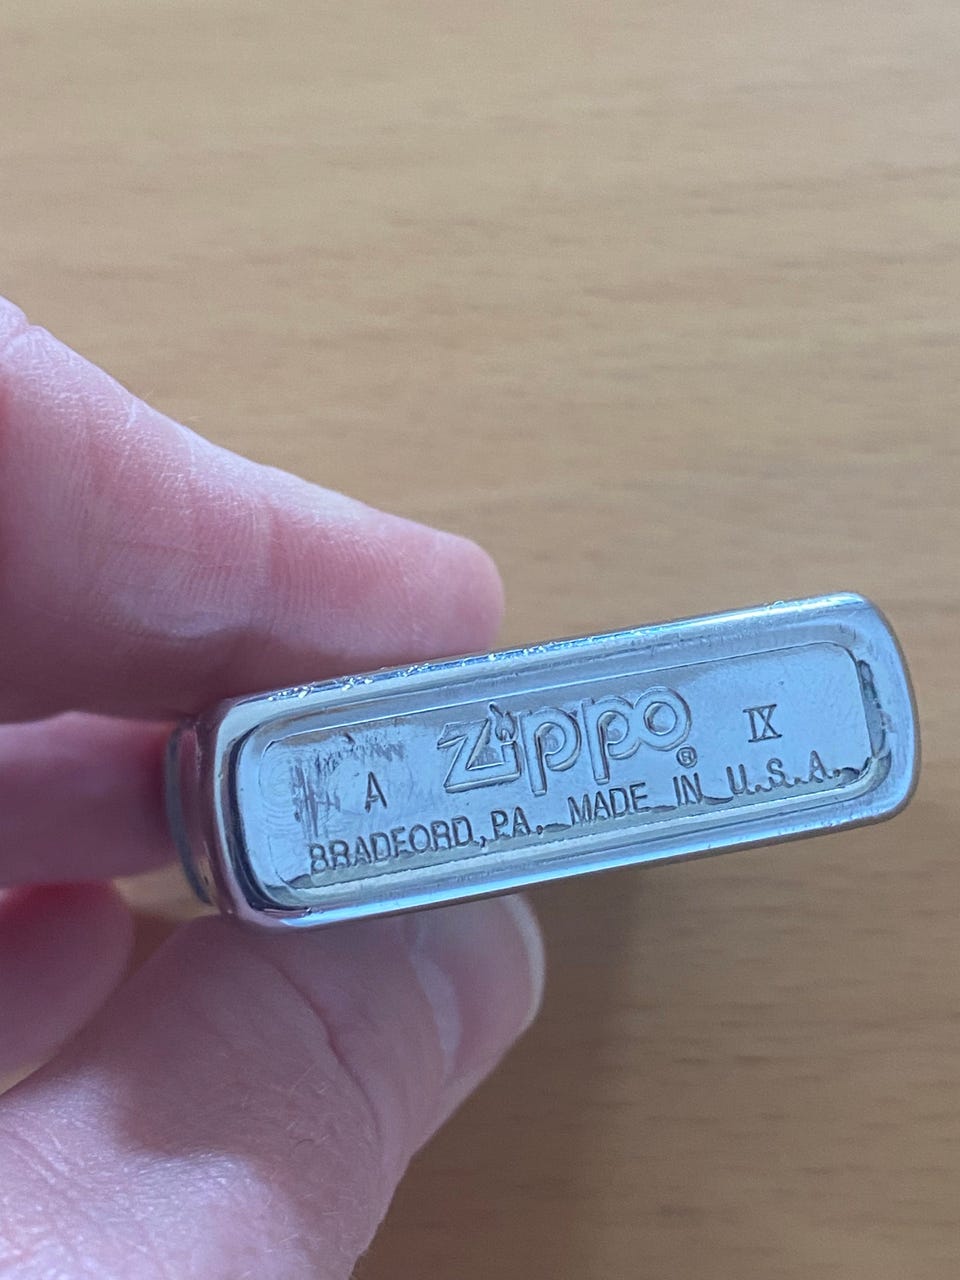 A Zippo® IX
BRADFORD, PA. MADE IN U.S.A.